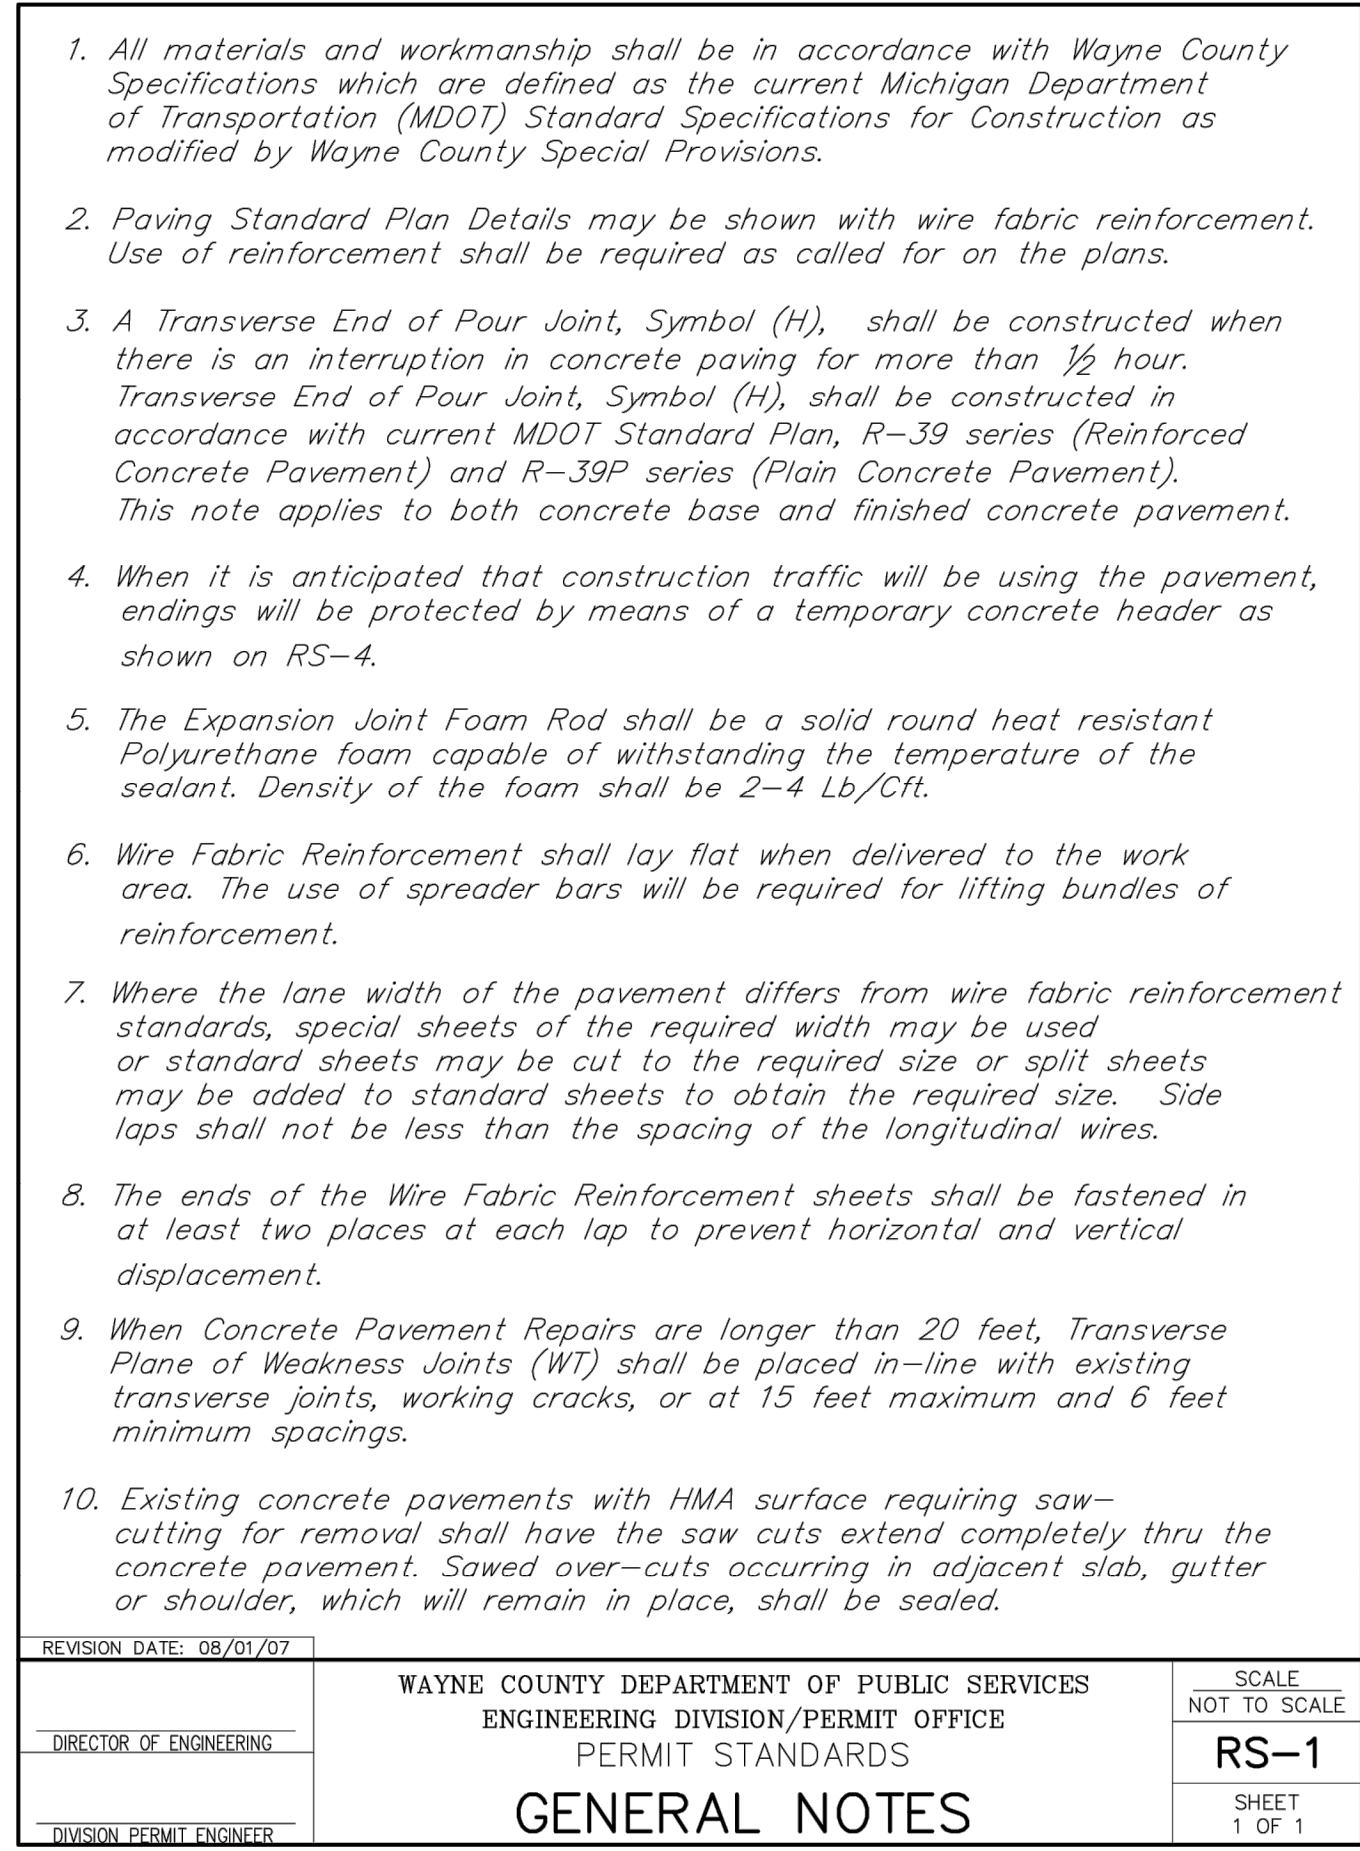 1. All materials and workmanship shall be in accordance with Wayne County
Specifications which are defined as the current Michigan Department
of Transportation (MDOT) Standard Specifications for Construction as
modified by Wayne County Special Provisions.
2. Paving Standard Plan Details may be shown with wire fabric reinforcement.
Use of reinforcement shall be required as called for on the plans.
3. A Transverse End of Pour Joint, Symbol (H), shall be constructed when
there is an interruption in concrete paving for more than ½ hour.
Transverse End of Pour Joint, Symbol (H), shall be constructed in
accordance with current MDOT Standard Plan, R-39 series (Reinforced
Concrete Pavement) and R-39P series (Plain Concrete Pavement).
This note applies to both concrete base and finished concrete pavement.
4. When it is anticipated that construction traffic will be using the pavement,
endings will be protected by means of a temporary concrete header as
shown on RS-4.
5. The Expansion Joint Foam Rod shall be a solid round heat resistant
Polyurethane foam capable of withstanding the temperature of the
sealant. Density of the foam shall be 2-4 Lb/Cft.
6. Wire Fabric Reinforcement shall lay flat when delivered to the work
area. The use of spreader bars will be required for lifting bundles of
reinforcement.
7. Where the lane width of the pavement differs from wire fabric reinforcement
standards, special sheets of the required width may be used
or standard sheets may be cut to the required size or split sheets
may be added to standard sheets to obtain the required size. Side
laps shall not be less than the spacing of the longitudinal wires.
8. The ends of the Wire Fabric Reinforcement sheets shall be fastened in
at least two places at each lap to prevent horizontal and vertical
displacement.
9. When Concrete Pavement Repairs are longer than 20 feet, Transverse
Plane of Weakness Joints (WT) shall be placed in-line with existing
transverse joints, working cracks, or at 15 feet maximum and 6 feet
minimum spacings.
10. Existing concrete pavements with HMA surface requiring saw-
cutting for removal shall have the saw cuts extend completely thru the
concrete pavement. Sawed over-cuts occurring in adjacent slab, gutter
or shoulder, which will remain in place, shall be sealed.
REVISION DATE: 08/01/07
DIRECTOR OF ENGINEERING
DIVISION PERMIT ENGINEER
WAYNE COUNTY DEPARTMENT OF PUBLIC SERVICES
ENGINEERING DIVISION/PERMIT OFFICE
PERMIT STANDARDS
GENERAL NOTES
SCALE
NOT TO SCALE
RS-1
SHEET
1 OF 1